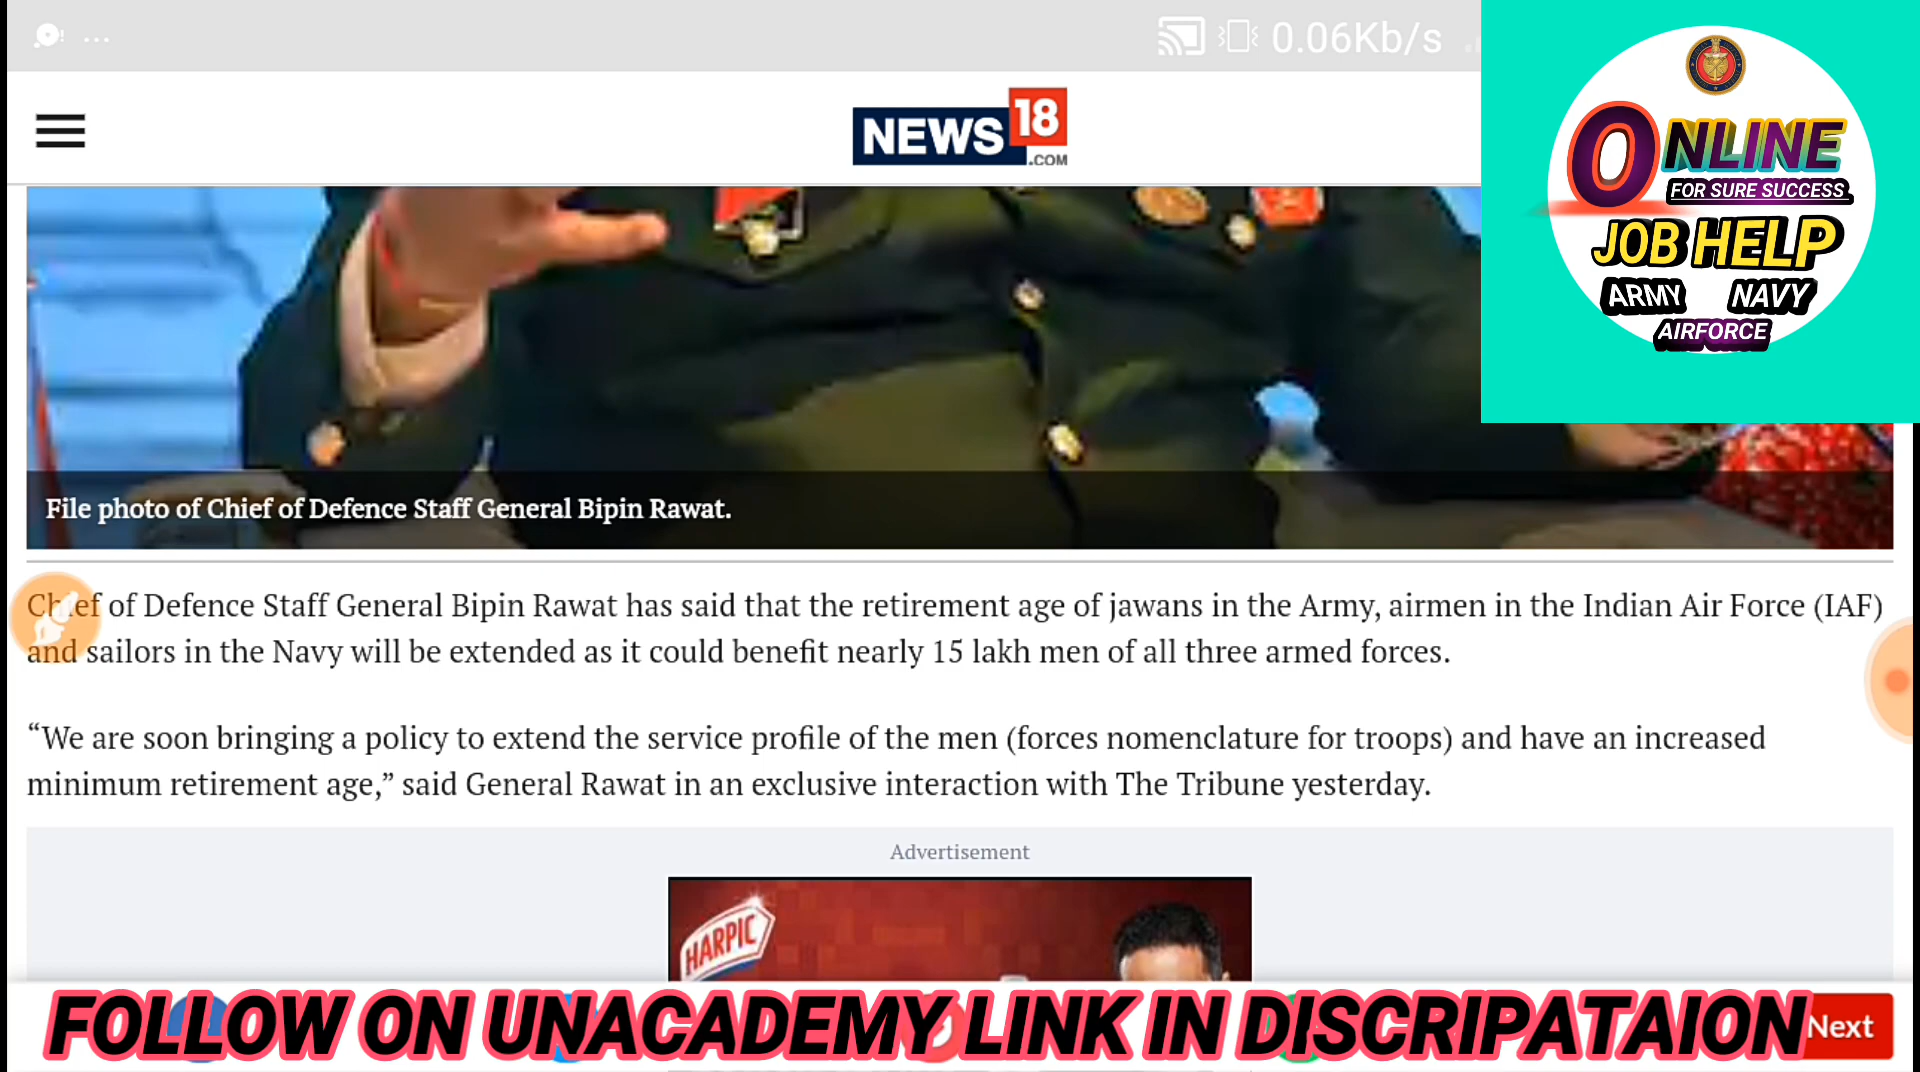 0.06Kb/s
NEWS 18
.COM
ONLINE
FOR SURE SUCCESS
JOB HELP
ARMY NAVY
AIRFORCE
File photo of Chief of Defence Staff General Bipin Rawat.
Chief of Defence Staff General Bipin Rawat has said that the retirement age of jawans in the Army, airmen in the Indian Air Force (IAF)
and sailors in the Navy will be extended as it could benefit nearly 15 lakh men of all three armed forces.
“We are soon bringing a policy to extend the service profile of the men (forces nomenclature for troops) and have an increased
minimum retirement age,” said General Rawat in an exclusive interaction with The Tribune yesterday.
Advertisement
HARPIC
FOLLOW ON UNACADEMY LINK IN DISCRIPATAION
Next